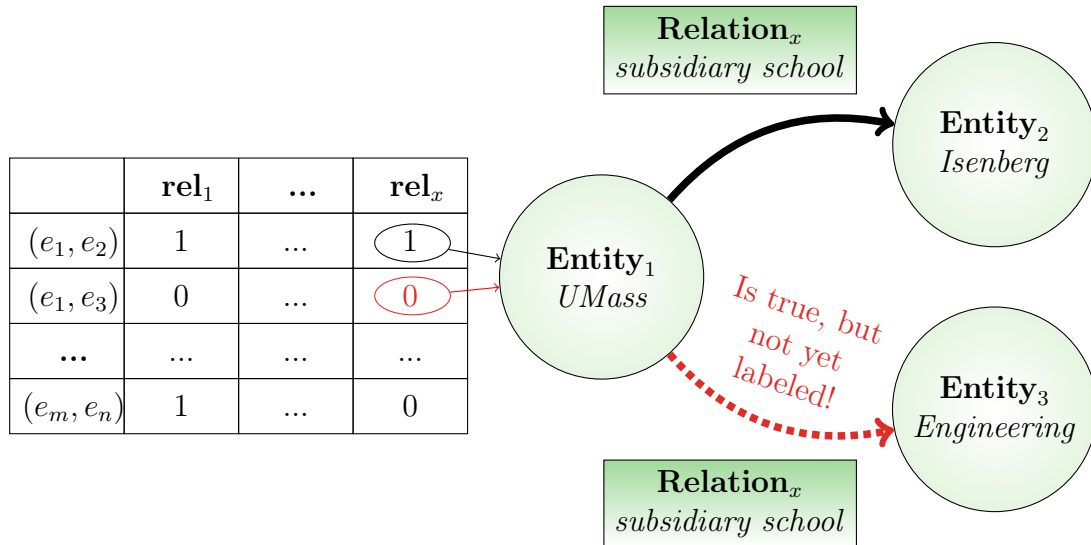 Relation_x
subsidiary school
Entity_2
Isenberg
rel_1 ... rel_x
(e_1, e_2) 1 ... 1
(e_1, e_3) 0 ... 0
... ... ... ...
(e_m, e_n) 1 ... 0
Entity_1
UMass
Is true, but
not yet
labeled!
Entity_3
Engineering
Relation_x
subsidiary school